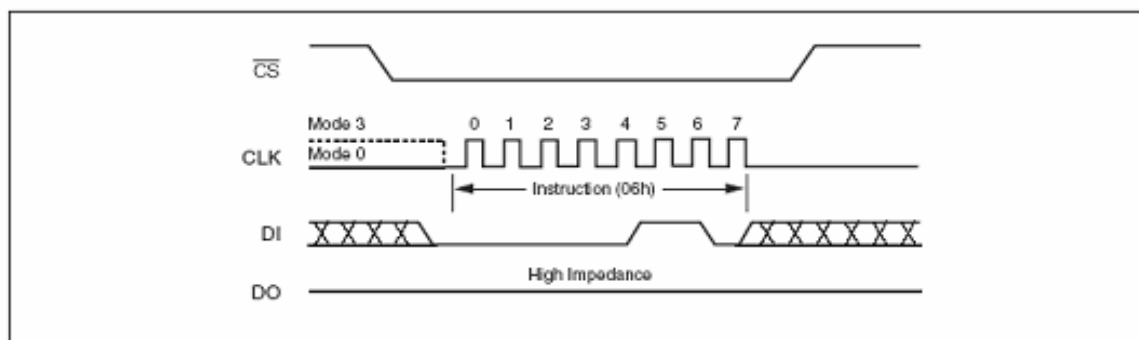 CS
Mode 3
0 1 2 3 4 5 6 7
CLK
Mode 0
Instruction (06h)
DI
High Impedance
DO